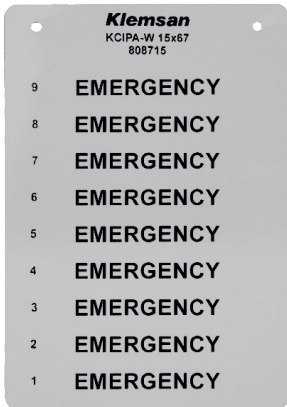 Klemsan
KCIPA-W 15x67
808715
9 EMERGENCY
8 EMERGENCY
7 EMERGENCY
6 EMERGENCY
5 EMERGENCY
4 EMERGENCY
3 EMERGENCY
2 EMERGENCY
1 EMERGENCY